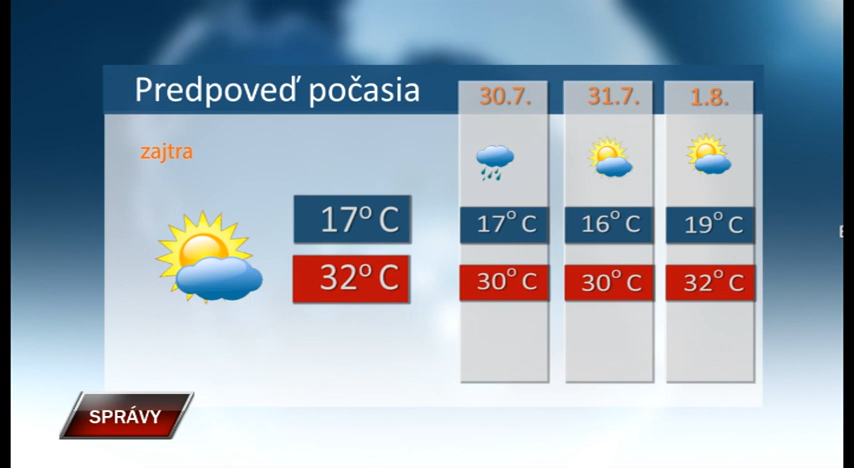 Predpoveď počasia
zajtra
17° C
32° C
30.7.
17° C
30° C
31.7.
16° C
30° C
1.8.
19° C
32° C
SPRÁVY